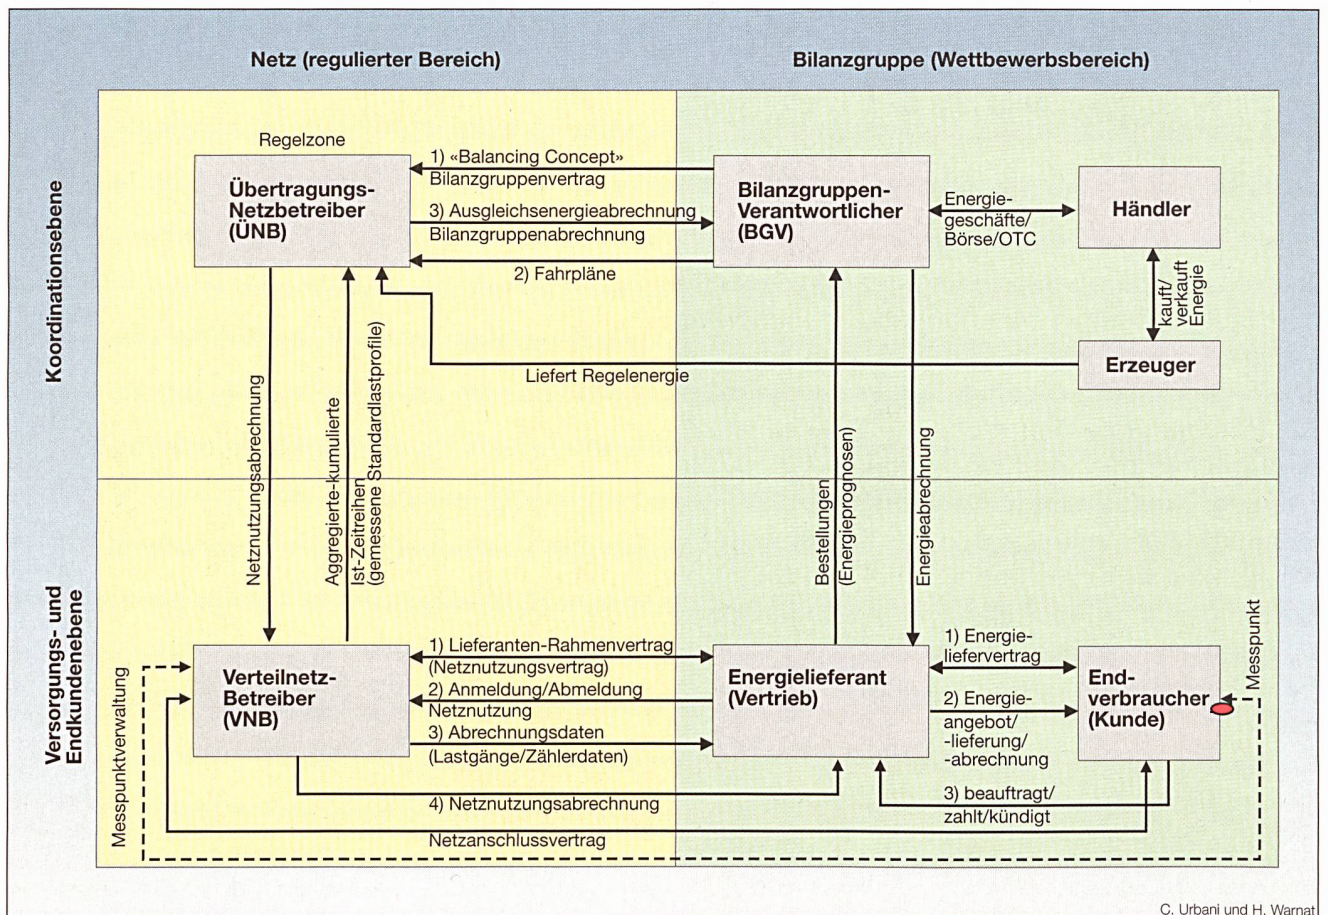 Netz (regulierter Bereich)
Bilanzgruppe (Wettbewerbsbereich)
Koordinationsebene
Regelzone
Übertragungs-
Netzbetreiber
(ÜNB)
1) «Balancing Concept»
Bilanzgruppenvertrag
3) Ausgleichsenergieabrechnung
Bilanzgruppenabrechnung
2) Fahrpläne
Bilanzgruppen-
Verantwortlicher
(BGV)
Energie-
geschäfte/
Börse/OTC
Händler
kauft/
verkauft
Energie
Erzeuger
Liefert Regelenergie
Netznutzungsabrechnung
Aggregierte-kumulierte
Ist-Zeitreihen
(gemessene Standardlastprofile)
Bestellungen
(Energieprognosen)
Energieabrechnung
Versorgungs- und
Endkundenebene
Messpunktverwaltung
Verteilnetz-
Betreiber
(VNB)
1) Lieferanten-Rahmenvertrag
(Netznutzungsvertrag)
2) Anmeldung/Abmeldung
Netznutzung
3) Abrechnungsdaten
(Lastgänge/Zählerdaten)
4) Netznutzungsabrechnung
Netzanschlussvertrag
Energielieferant
(Vertrieb)
1) Energie-
liefervertrag
2) Energie-
angebot/
-lieferung/
-abrechnung
3) beauftragt/
zahlt/kündigt
End-
verbraucher
(Kunde)
Messpunkt
C. Urbani und H. Warnat